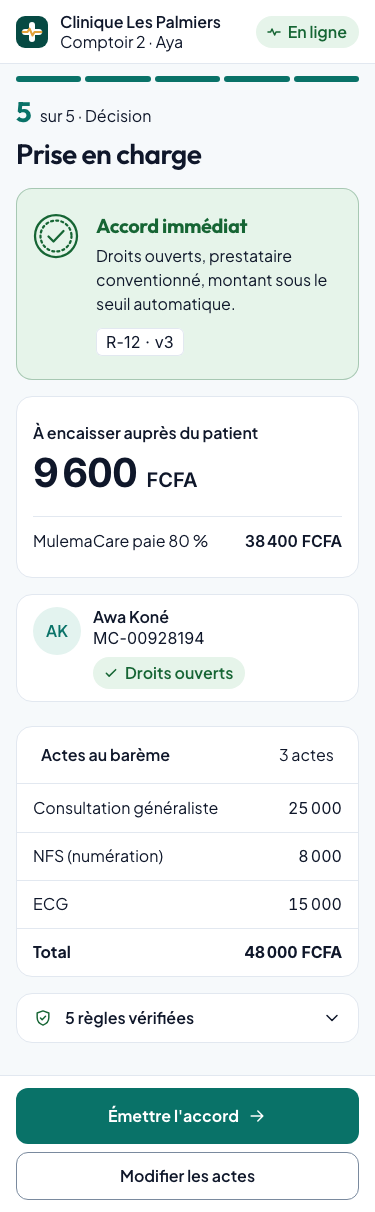 Clinique Les Palmiers
Comptoir 2 · Aya
En ligne
5 sur 5 · Décision
Prise en charge
Accord immédiat
Droits ouverts, prestataire
conventionné, montant sous le
seuil automatique.
R-12 · v3
À encaisser auprès du patient
9 600 FCFA
MulemaCare paie 80 % 38 400 FCFA
AK
Awa Koné
MC-00928194
Droits ouverts
Actes au barème 3 actes
Consultation généraliste 25 000
NFS (numération) 8 000
ECG 15 000
Total 48 000 FCFA
5 règles vérifiées
Émettre l'accord →
Modifier les actes